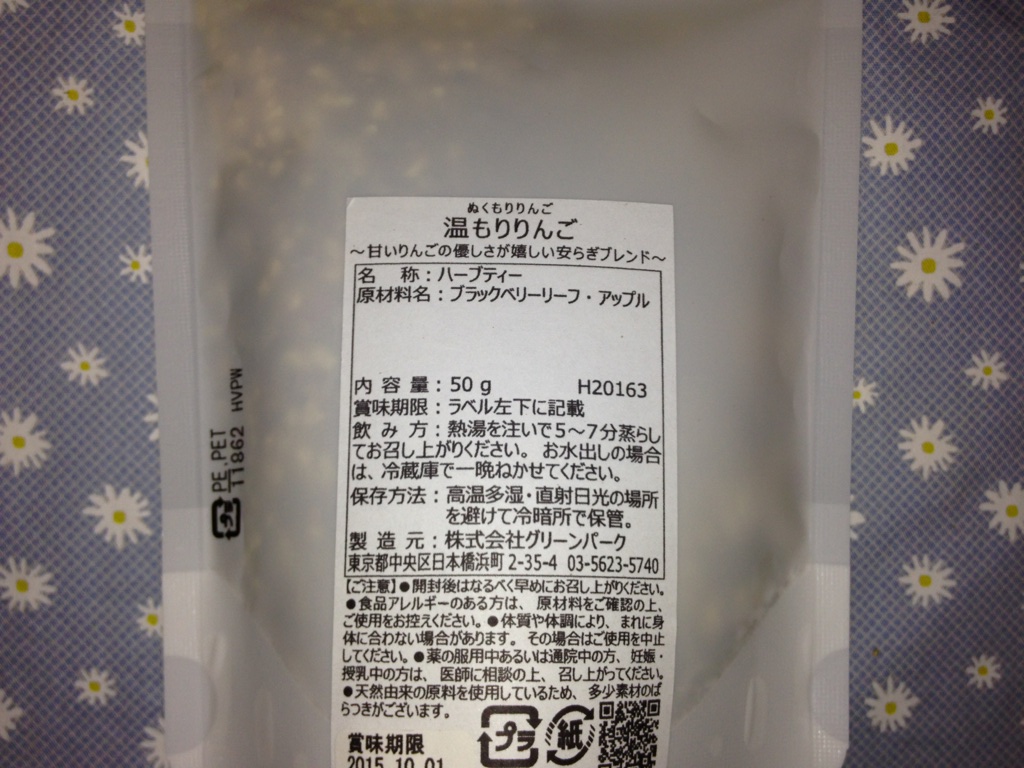 ぬくもりりんご
温もりりんご
～甘いりんごの優しさが嬉しい安らぎブレンド～
名 称：ハーブティー
原材料名：ブラックベリーリーフ・アップル
内 容 量：50ｇ H20163
賞味期限：ラベル左下に記載
飲 み 方：熱湯を注いで5～7分蒸らし
てお召し上がりください。お水出しの場合
は、冷蔵庫で一晩ねかせてください。
保存方法：高温多湿・直射日光の場所
を避けて冷暗所で保管。
製 造 元：株式会社グリーンパーク
東京都中央区日本橋浜町 2-35-4 03-5623-5740
【ご注意】●開封後はなるべく早めにお召し上がりください。
●食品アレルギーのある方は、原材料をご確認の上、
ご使用をお控えください。●体質や体調により、まれに身
体に合わない場合があります。その場合はご使用を中止
してください。●薬の服用中あるいは通院中の方、妊娠・
授乳中の方は、医師に相談の上、召し上がってください。
●天然由来の原料を使用しているため、多少素材のば
らつきがございます。
プラ 紙
賞味期限
2015.10.01
プラ PE.PET
T1862 HVPW